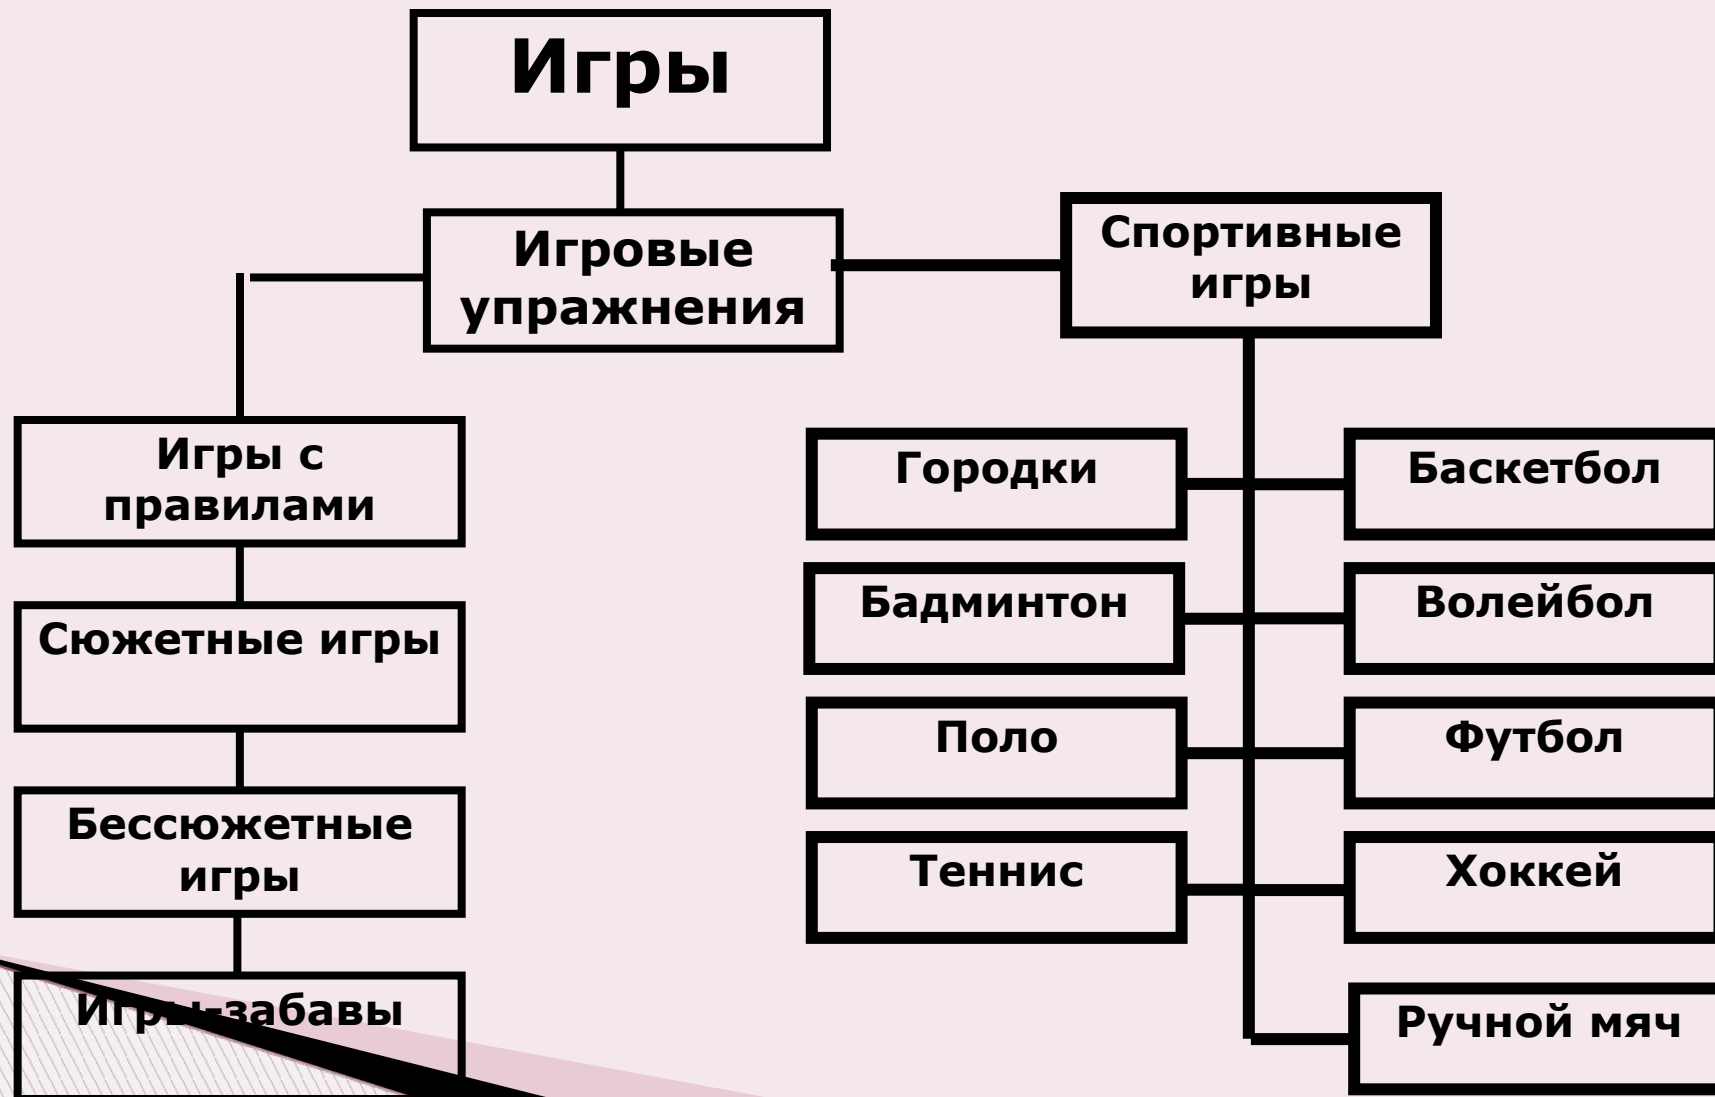 Игры
Игровые
упражнения
Спортивные
игры
Игры с
правилами
Сюжетные игры
Бессюжетные
игры
Игры-забавы
Городки
Баскетбол
Бадминтон
Волейбол
Поло
Футбол
Теннис
Хоккей
Ручной мяч